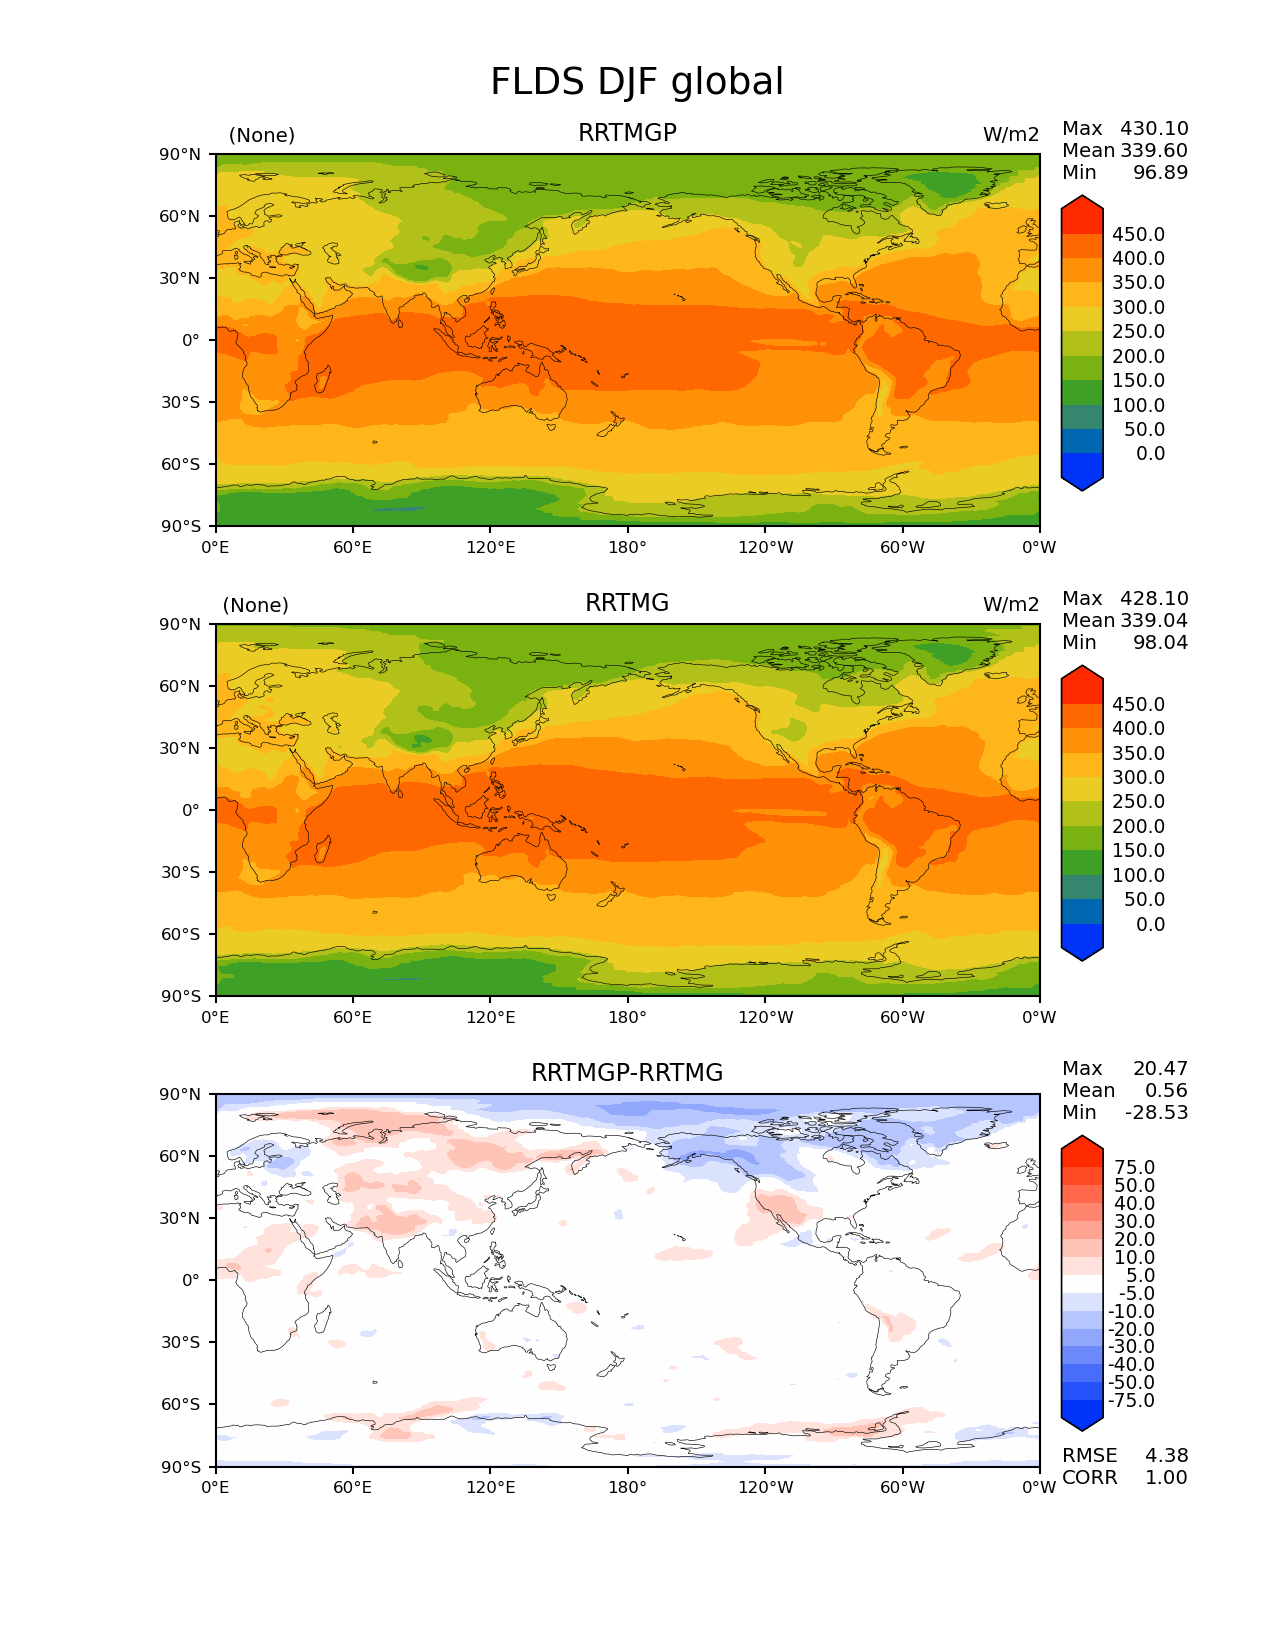 FLDS DJF global
(None) RRTMGP W/m2
Max 430.10
Mean 339.60
Min 96.89
90°N
60°N
30°N
0°
30°S
60°S
90°S
0°E 60°E 120°E 180° 120°W 60°W 0°W
450.0
400.0
350.0
300.0
250.0
200.0
150.0
100.0
50.0
0.0
(None) RRTMG W/m2
Max 428.10
Mean 339.04
Min 98.04
90°N
60°N
30°N
0°
30°S
60°S
90°S
0°E 60°E 120°E 180° 120°W 60°W 0°W
450.0
400.0
350.0
300.0
250.0
200.0
150.0
100.0
50.0
0.0
RRTMGP-RRTMG
Max 20.47
Mean 0.56
Min -28.53
90°N
60°N
30°N
0°
30°S
60°S
90°S
0°E 60°E 120°E 180° 120°W 60°W 0°W
75.0
50.0
40.0
30.0
20.0
10.0
5.0
-5.0
-10.0
-20.0
-30.0
-40.0
-50.0
-75.0
RMSE 4.38
CORR 1.00